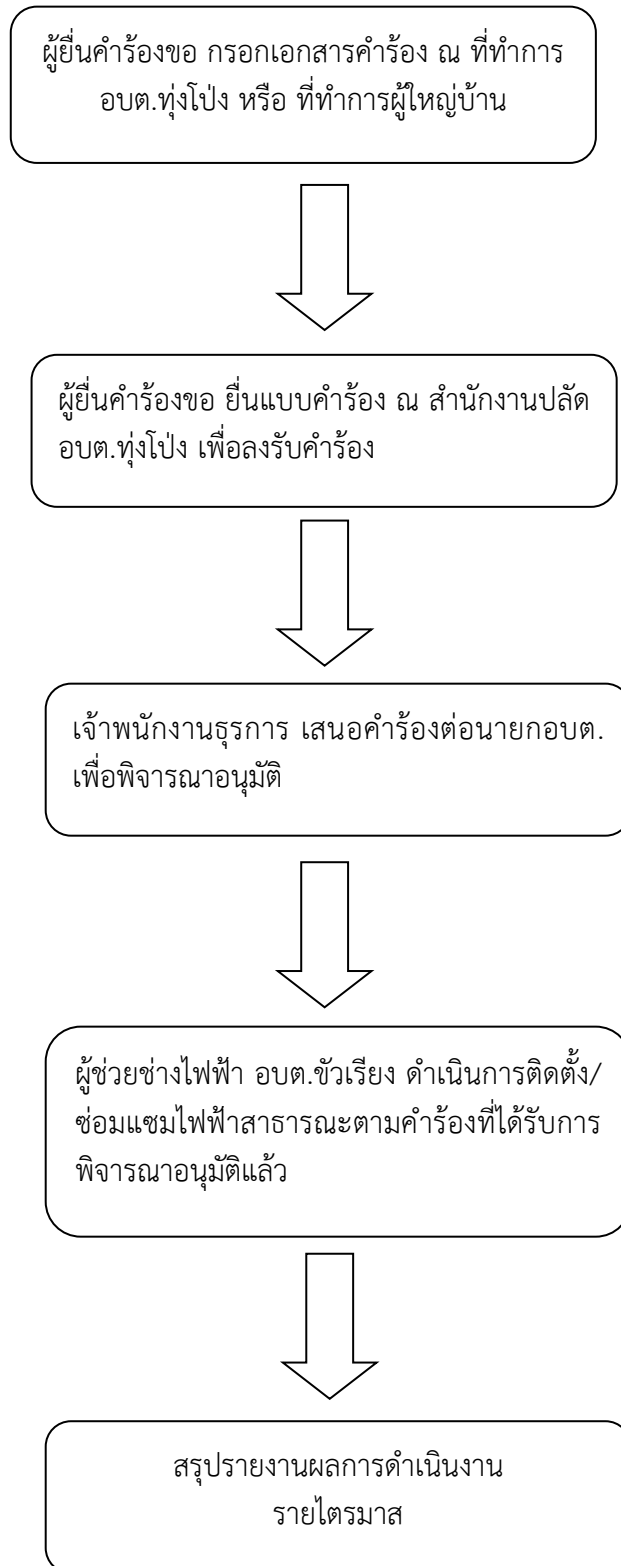 ผู้ยื่นคำร้องขอ กรอกเอกสารคำร้อง ณ ที่ทำการ
อบต.ทุ่งโป่ง หรือ ที่ทำการผู้ใหญ่บ้าน
ผู้ยื่นคำร้องขอ ยื่นแบบคำร้อง ณ สำนักงานปลัด
อบต.ทุ่งโป่ง เพื่อลงรับคำร้อง
เจ้าพนักงานธุรการ เสนอคำร้องต่อนายกอบต.
เพื่อพิจารณาอนุมัติ
ผู้ช่วยช่างไฟฟ้า อบต.ขัวเรียง ดำเนินการติดตั้ง/
ซ่อมแซมไฟฟ้าสาธารณะตามคำร้องที่ได้รับการ
พิจารณาอนุมัติแล้ว
สรุปรายงานผลการดำเนินงาน
รายไตรมาส